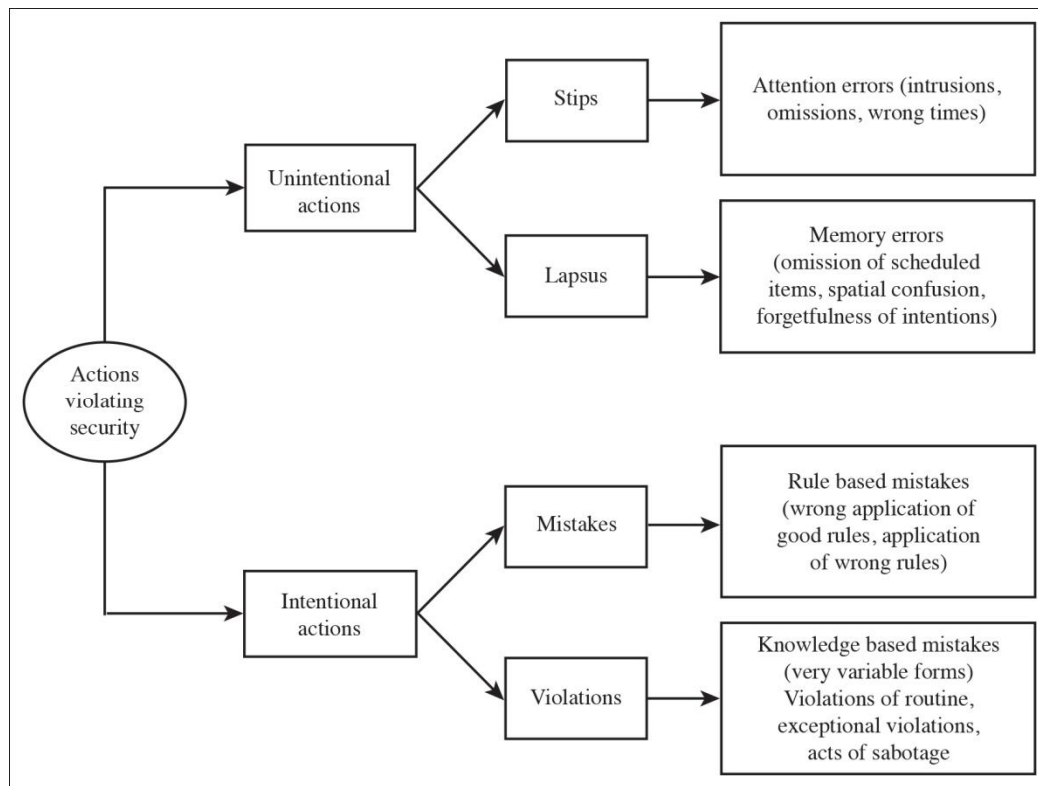 Actions
violating
security
Unintentional
actions
Stips
Attention errors (intrusions,
omissions, wrong times)
Lapsus
Memory errors
(omission of scheduled
items, spatial confusion,
forgetfulness of intentions)
Intentional
actions
Mistakes
Rule based mistakes
(wrong application of
good rules, application
of wrong rules)
Violations
Knowledge based mistakes
(very variable forms)
Violations of routine,
exceptional violations,
acts of sabotage